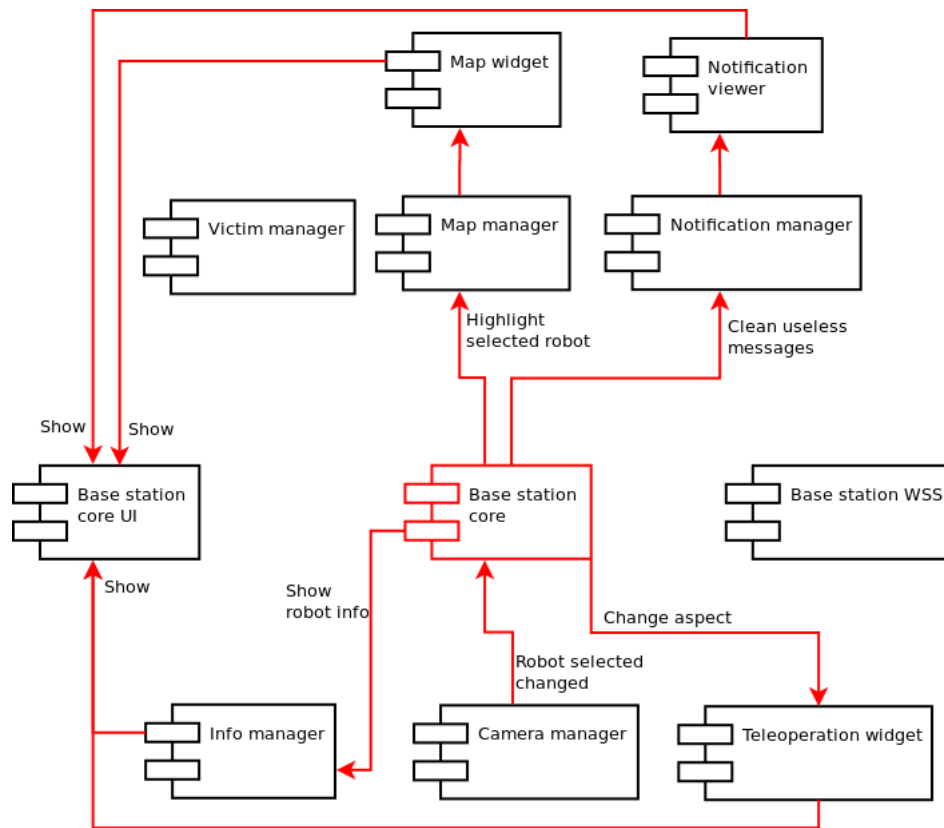 Map widget
Notification
viewer
Victim manager
Map manager
Notification manager
Highlight
selected robot
Clean useless
messages
Show
Show
Base station
core UI
Base station
core
Base station WSS
Show
Show
robot info
Change aspect
Robot selected
changed
Info manager
Camera manager
Teleoperation widget